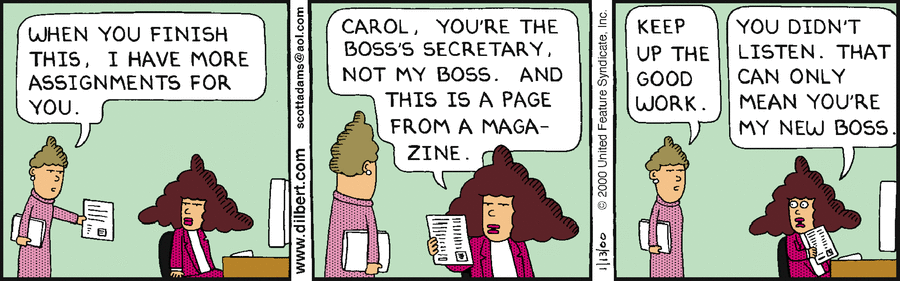 WHEN YOU FINISH
THIS, I HAVE MORE
ASSIGNMENTS FOR
YOU.
www.dilbert.com scottadams@aol.com
CAROL, YOU'RE THE
BOSS'S SECRETARY,
NOT MY BOSS. AND
THIS IS A PAGE
FROM A MAGA-
ZINE.
1/13/00 © 2000 United Feature Syndicate, Inc.
KEEP
UP THE
GOOD
WORK.
YOU DIDN'T
LISTEN. THAT
CAN ONLY
MEAN YOU'RE
MY NEW BOSS.